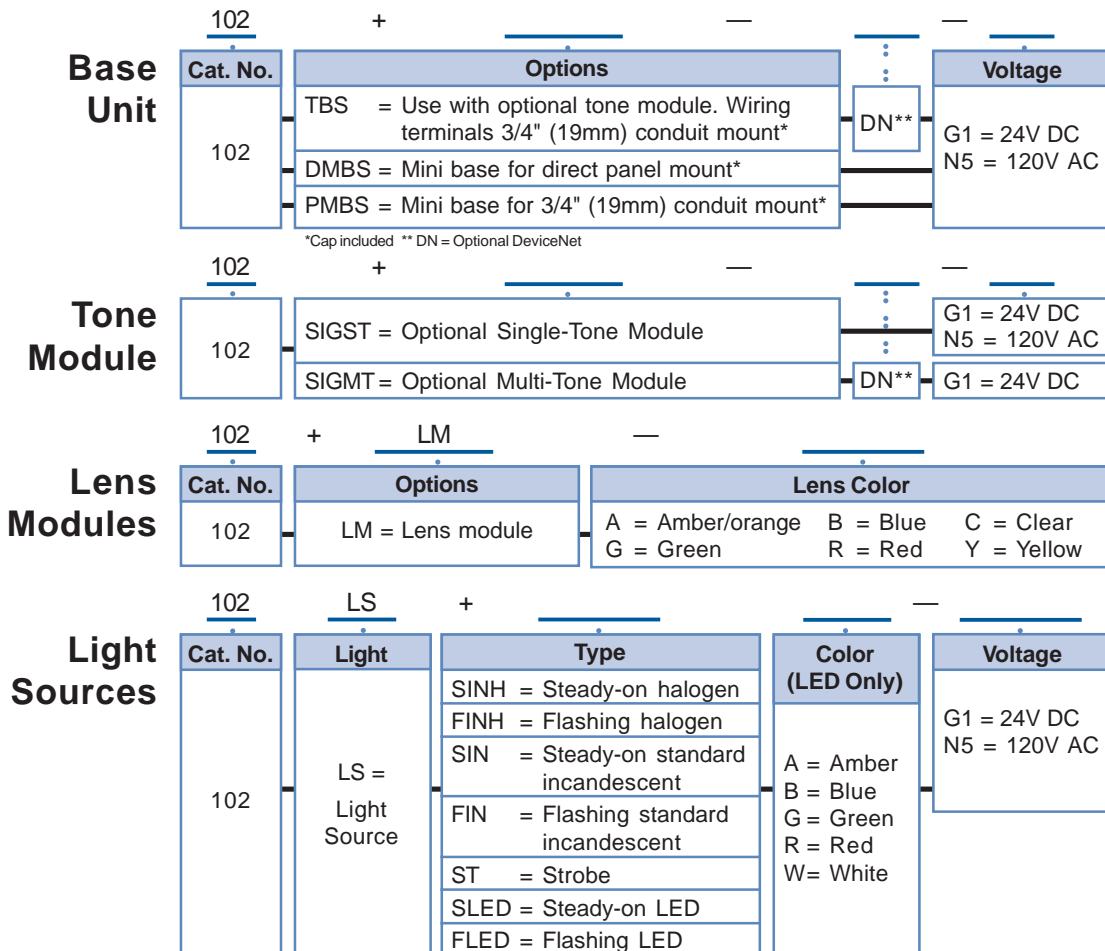 102 + — —
Base Unit
Cat. No. Options Voltage
102
TBS = Use with optional tone module. Wiring
terminals 3/4" (19mm) conduit mount*
DN**
G1 = 24V DC
N5 = 120V AC
DMBS = Mini base for direct panel mount*
PMBS = Mini base for 3/4" (19mm) conduit mount*
*Cap included ** DN = Optional DeviceNet
102 + — —
Tone Module
102
SIGST = Optional Single-Tone Module
G1 = 24V DC
N5 = 120V AC
SIGMT = Optional Multi-Tone Module DN** G1 = 24V DC
102 + LM —
Lens Modules
Cat. No. Options Lens Color
102 LM = Lens module
A = Amber/orange B = Blue C = Clear
G = Green R = Red Y = Yellow
102 LS + —
Light Sources
Cat. No. Light Type Color (LED Only) Voltage
102
LS =
Light
Source
SINH = Steady-on halogen
FINH = Flashing halogen
SIN = Steady-on standard
incandescent
FIN = Flashing standard
incandescent
ST = Strobe
SLED = Steady-on LED
FLED = Flashing LED
A = Amber
B = Blue
G = Green
R = Red
W= White
G1 = 24V DC
N5 = 120V AC